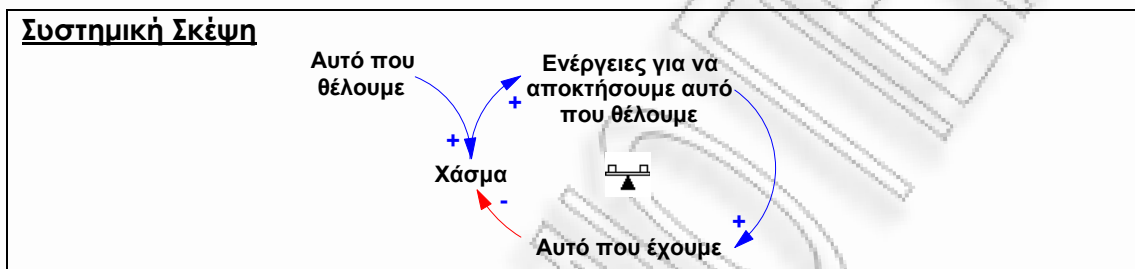 Συστημική Σκέψη
Αυτό που
θέλουμε
Ενέργειες για να
αποκτήσουμε αυτό
που θέλουμε
+
+
Χάσμα
-
+
Αυτό που έχουμε